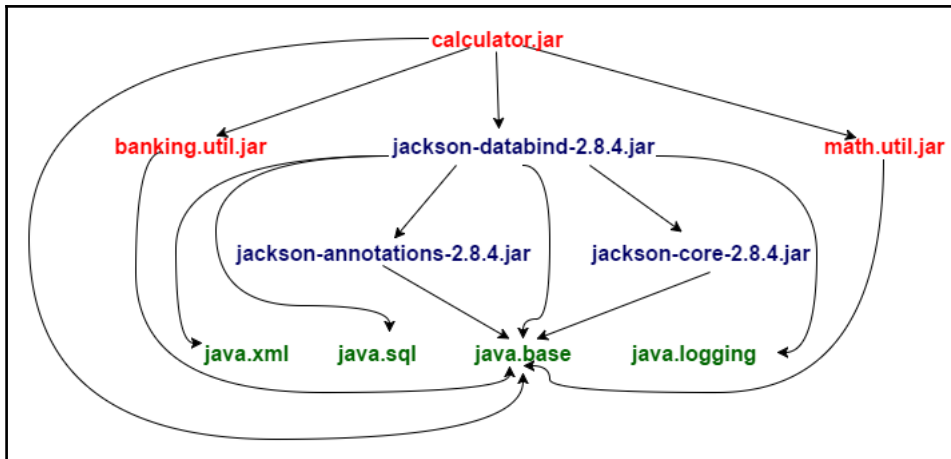 calculator.jar
banking.util.jar jackson-databind-2.8.4.jar math.util.jar
jackson-annotations-2.8.4.jar jackson-core-2.8.4.jar
java.xml java.sql java.base java.logging